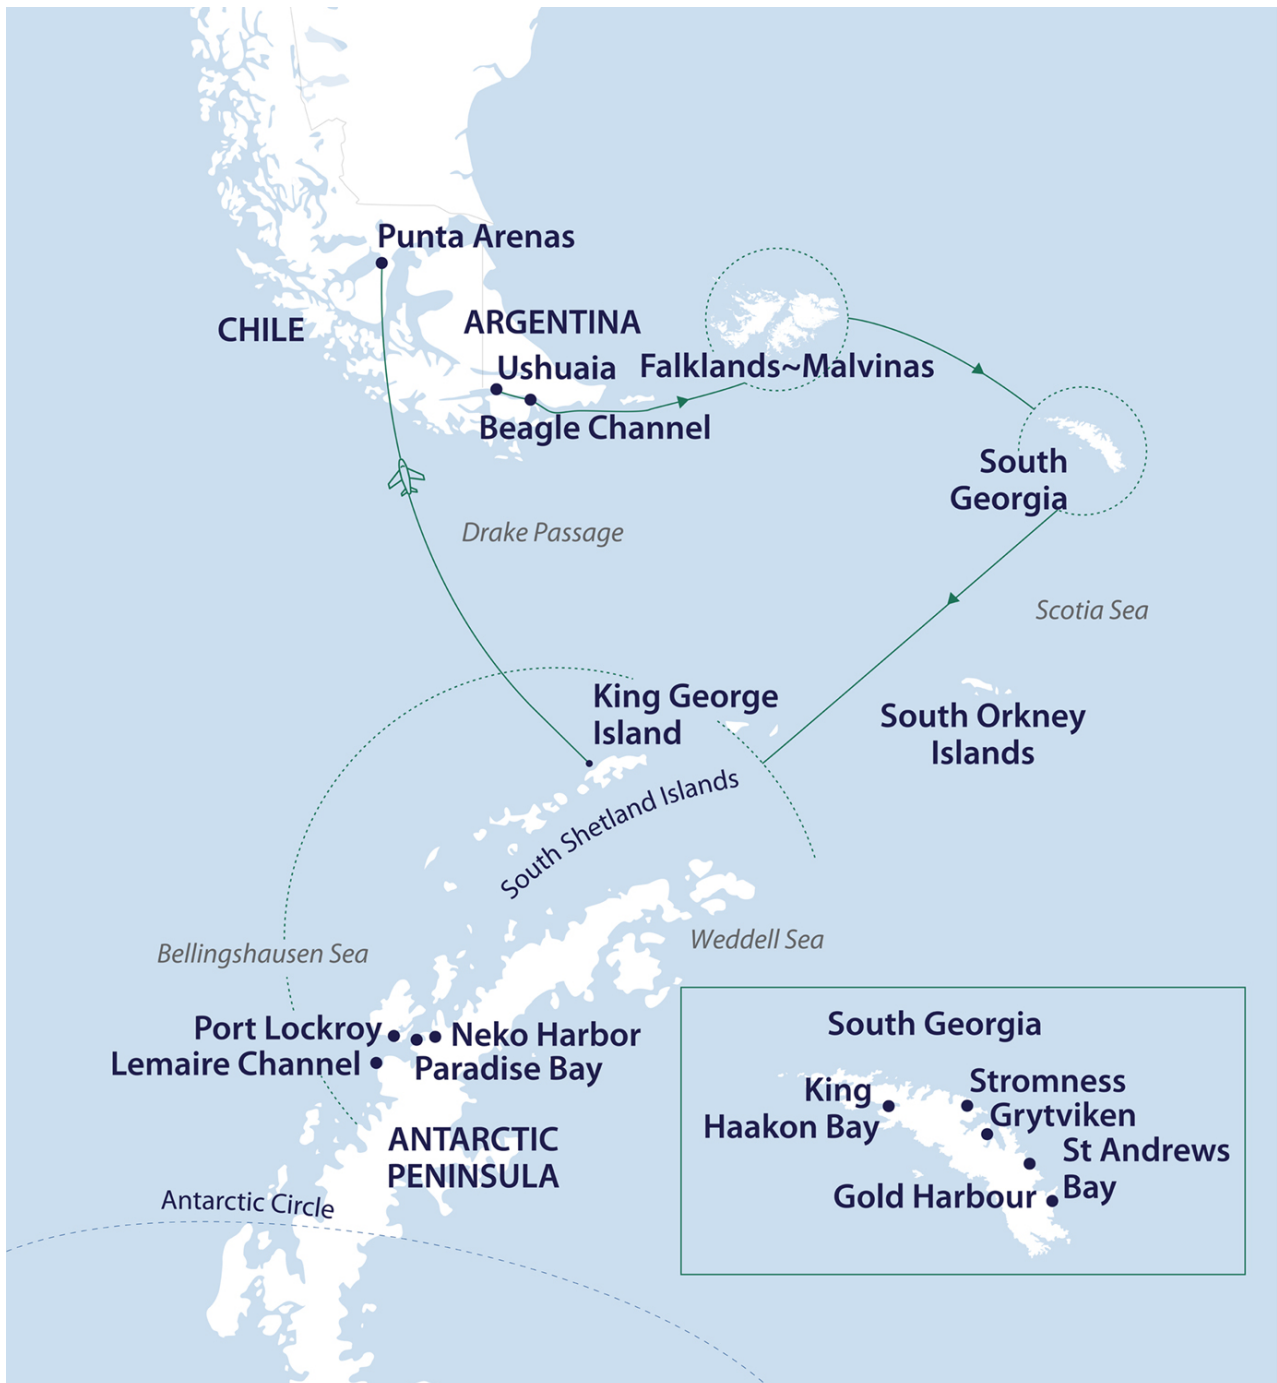 Punta Arenas
CHILE
ARGENTINA
Ushuaia
Falklands~Malvinas
Beagle Channel
South
Georgia
Drake Passage
Scotia Sea
King George
Island
South Orkney
Islands
South Shetland Islands
Bellingshausen Sea
Weddell Sea
Port Lockroy
Neko Harbor
Lemaire Channel
Paradise Bay
ANTARCTIC
PENINSULA
Antarctic Circle
South Georgia
King
Haakon Bay
Stromness
Grytviken
St Andrews
Bay
Gold Harbour